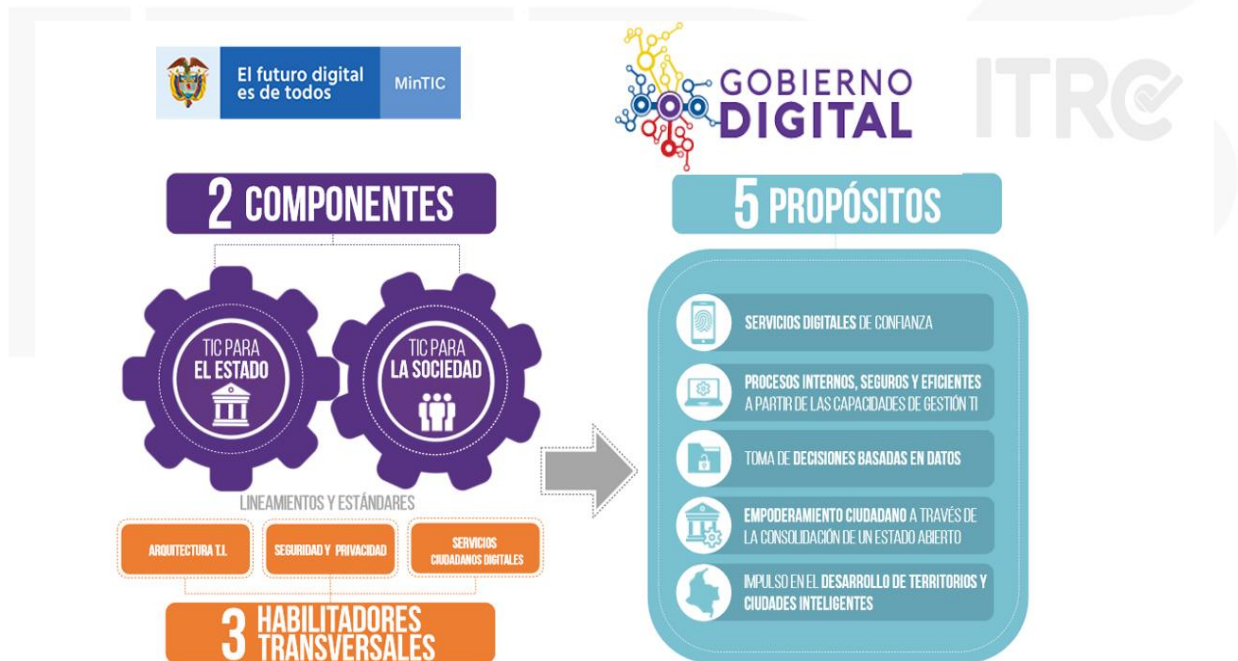 El futuro digital
es de todos
MinTIC
GOBIERNO
DIGITAL
ITRC
2 COMPONENTES
TIC PARA
EL ESTADO
TIC PARA
LA SOCIEDAD
LINEAMIENTOS Y ESTÁNDARES
ARQUITECTURA T.I.
SEGURIDAD Y PRIVACIDAD
SERVICIOS
CIUDADANOS DIGITALES
3 HABILITADORES
TRANSVERSALES
5 PROPÓSITOS
SERVICIOS DIGITALES DE CONFIANZA
PROCESOS INTERNOS, SEGUROS Y EFICIENTES
A PARTIR DE LAS CAPACIDADES DE GESTIÓN TI
TOMA DE DECISIONES BASADAS EN DATOS
EMPODERAMIENTO CIUDADANO A TRAVÉS DE
LA CONSOLIDACIÓN DE UN ESTADO ABIERTO
IMPULSO EN EL DESARROLLO DE TERRITORIOS Y
CIUDADES INTELIGENTES